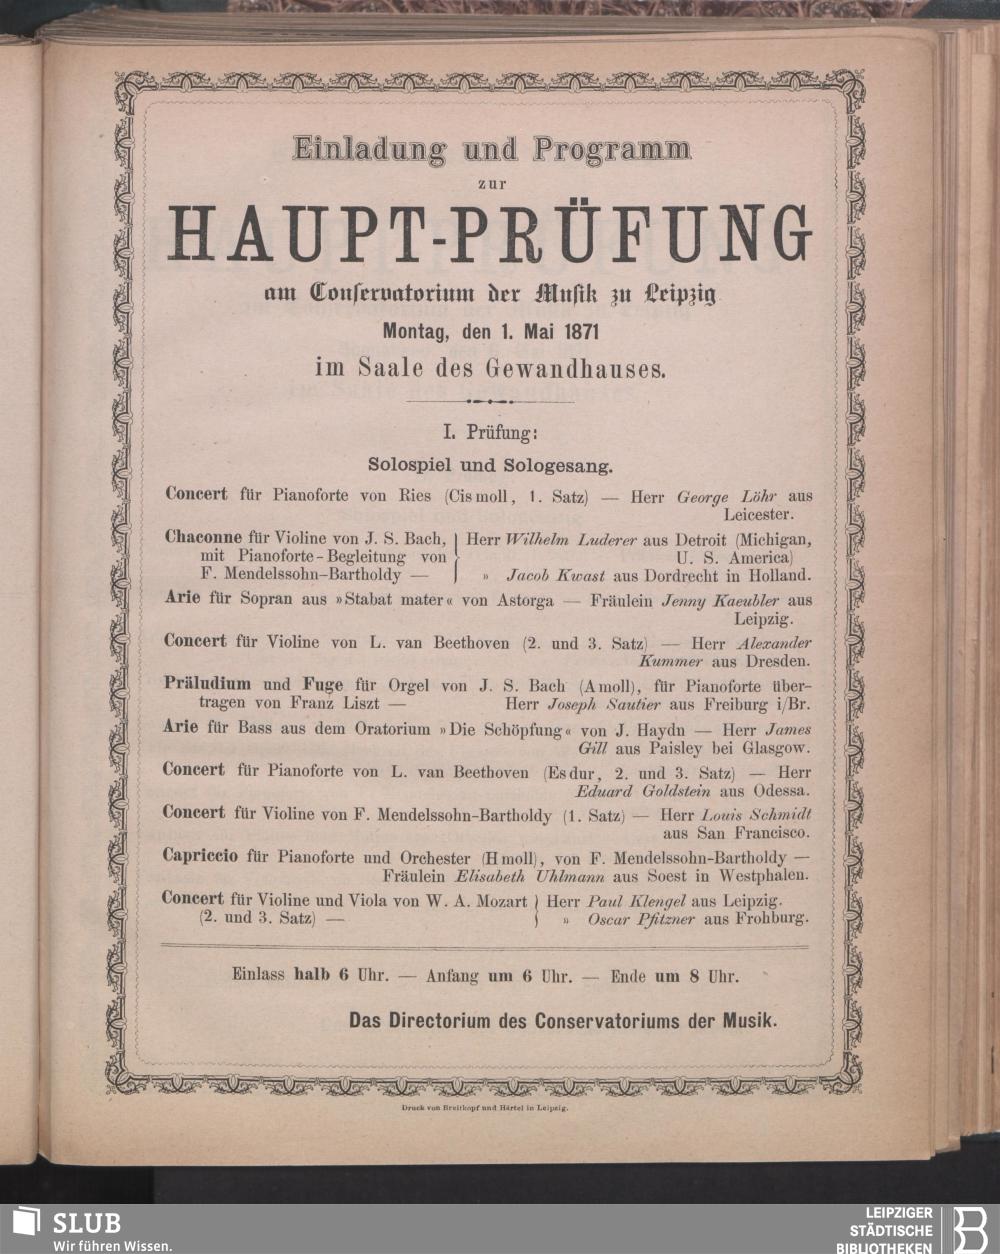 Einladung und Programm
zur
HAUPT-PRÜFUNG
am Conservatorium der Musik zu Leipzig
Montag, den 1. Mai 1871
im Saale des Gewandhauses.
I. Prüfung:
Solospiel und Sologesang.
Concert für Pianoforte von Ries (Cis moll, 1. Satz) — Herr George Löhr aus
Leicester.
Chaconne für Violine von J. S. Bach, } Herr Wilhelm Luderer aus Detroit (Michigan,
mit Pianoforte-Begleitung von U. S. America)
F. Mendelssohn-Bartholdy — » Jacob Kwast aus Dordrecht in Holland.
Arie für Sopran aus »Stabat mater« von Astorga — Fräulein Jenny Kaeubler aus
Leipzig.
Concert für Violine von L. van Beethoven (2. und 3. Satz) — Herr Alexander
Kummer aus Dresden.
Präludium und Fuge für Orgel von J. S. Bach (A moll), für Pianoforte über-
tragen von Franz Liszt — Herr Joseph Sautier aus Freiburg i/Br.
Arie für Bass aus dem Oratorium »Die Schöpfung« von J. Haydn — Herr James
Gill aus Paisley bei Glasgow.
Concert für Pianoforte von L. van Beethoven (Es dur, 2. und 3. Satz) — Herr
Eduard Goldstein aus Odessa.
Concert für Violine von F. Mendelssohn-Bartholdy (1. Satz) — Herr Louis Schmidt
aus San Francisco.
Capriccio für Pianoforte und Orchester (H moll), von F. Mendelssohn-Bartholdy —
Fräulein Elisabeth Uhlmann aus Soest in Westphalen.
Concert für Violine und Viola von W. A. Mozart } Herr Paul Klengel aus Leipzig.
(2. und 3. Satz) — » Oscar Pfitzner aus Frohburg.
Einlass halb 6 Uhr. — Anfang um 6 Uhr. — Ende um 8 Uhr.
Das Directorium des Conservatoriums der Musik.
Druck von Breitkopf und Härtel in Leipzig.
SLUB
Wir führen Wissen.
LEIPZIGER
STÄDTISCHE
BIBLIOTHEKEN